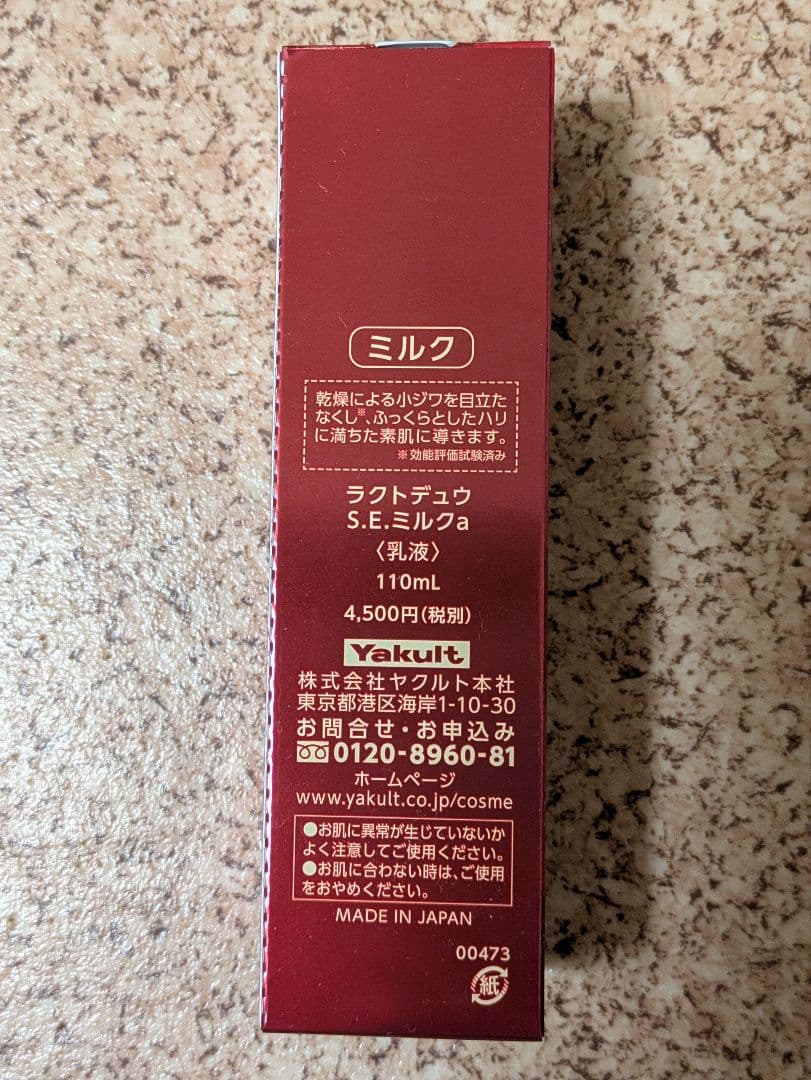 ミルク
乾燥による小ジワを目立た
なくし※、ふっくらとしたハリ
に満ちた素肌に導きます。
※効能評価試験済み
ラクトデュウ
S.E.ミルクa
〈乳液〉
110mL
4,500円(税別)
Yakult
株式会社ヤクルト本社
東京都港区海岸1-10-30
お問合せ・お申込み
0120-8960-81
ホームページ
www.yakult.co.jp/cosme
●お肌に異常が生じていないか
よく注意してご使用ください。
●お肌に合わない時は、ご使用
をおやめください。
MADE IN JAPAN
00473
紙